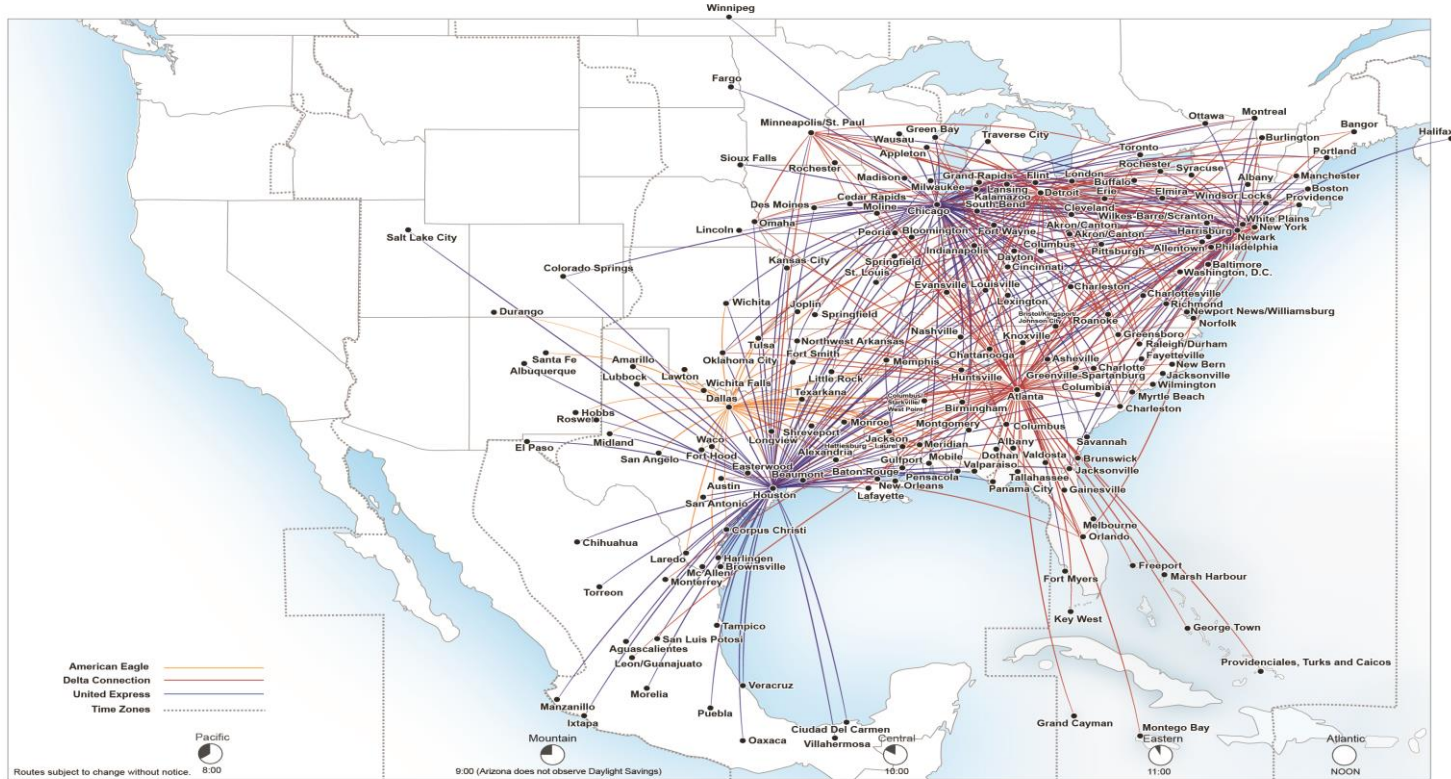 Winnipeg
Fargo
Minneapolis/St. Paul
Wausau
Green Bay
Appleton
Traverse City
Ottawa
Montreal
Bangor
Burlington
Halifax
Portland
Toronto
Rochester
Syracuse
Sioux Falls
Rochester
Madison
Milwaukee
Grand Rapids
Lansing
Kalamazoo
Flint
Detroit
London
Buffalo
Erie
Elmira
Albany
Windsor Locks
Manchester
Boston
Providence
Cedar Rapids
Moline
Des Moines
Omaha
Lincoln
Chicago
South Bend
Cleveland
Wilkes-Barre/Scranton
White Plains
New York
Newark
Harrisburg
Allentown
Philadelphia
Salt Lake City
Peoria
Bloomington
Fort Wayne
Akron/Canton
Akron/Canton
Indianapolis
Columbus
Dayton
Pittsburgh
Cincinnati
Baltimore
Washington, D.C.
Colorado Springs
Kansas City
Springfield
St. Louis
Evansville
Louisville
Lexington
Charleston
Charlottesville
Richmond
Newport News/Williamsburg
Norfolk
Durango
Wichita
Joplin
Springfield
Nashville
Bristol/Kingsport/
Johnson City
Roanoke
Knoxville
Greensboro
Raleigh/Durham
Santa Fe
Albuquerque
Amarillo
Lubbock
Lawton
Oklahoma City
Tulsa
Northwest Arkansas
Fort Smith
Memphis
Chattanooga
Asheville
Fayetteville
New Bern
Greenville-Spartanburg
Charlotte
Jacksonville
Wilmington
Wichita Falls
Little Rock
Huntsville
Columbia
Myrtle Beach
Dallas
Texarkana
Columbus/
Starkville/
West Point
Birmingham
Atlanta
Charleston
Hobbs
Roswell
Midland
El Paso
San Angelo
Waco
Fort Hood
Longview
Shreveport
Monroe
Jackson
Hattiesburg - Laurel
Alexandria
Montgomery
Meridian
Columbus
Albany
Dothan
Valdosta
Savannah
Brunswick
Jacksonville
Easterwood
Beaumont
Baton Rouge
Gulfport
Mobile
Valparaiso
Pensacola
Tallahassee
Austin
Houston
San Antonio
Lafayette
New Orleans
Panama City
Gainesville
Melbourne
Orlando
Corpus Christi
Chihuahua
Laredo
Harlingen
Mc Allen
Brownsville
Monterrey
Torreon
Fort Myers
Freeport
Marsh Harbour
Key West
George Town
Tampico
San Luis Potosi
Aguascalientes
Leon/Guanajuato
Providenciales, Turks and Caicos
Morelia
Veracruz
Manzanillo
Ixtapa
Puebla
Oaxaca
Ciudad Del Carmen
Villahermosa
Grand Cayman
Montego Bay
American Eagle
Delta Connection
United Express
Time Zones
Pacific
8:00
Mountain
9:00 (Arizona does not observe Daylight Savings)
Central
10:00
Eastern
11:00
Atlantic
NOON
Routes subject to change without notice.